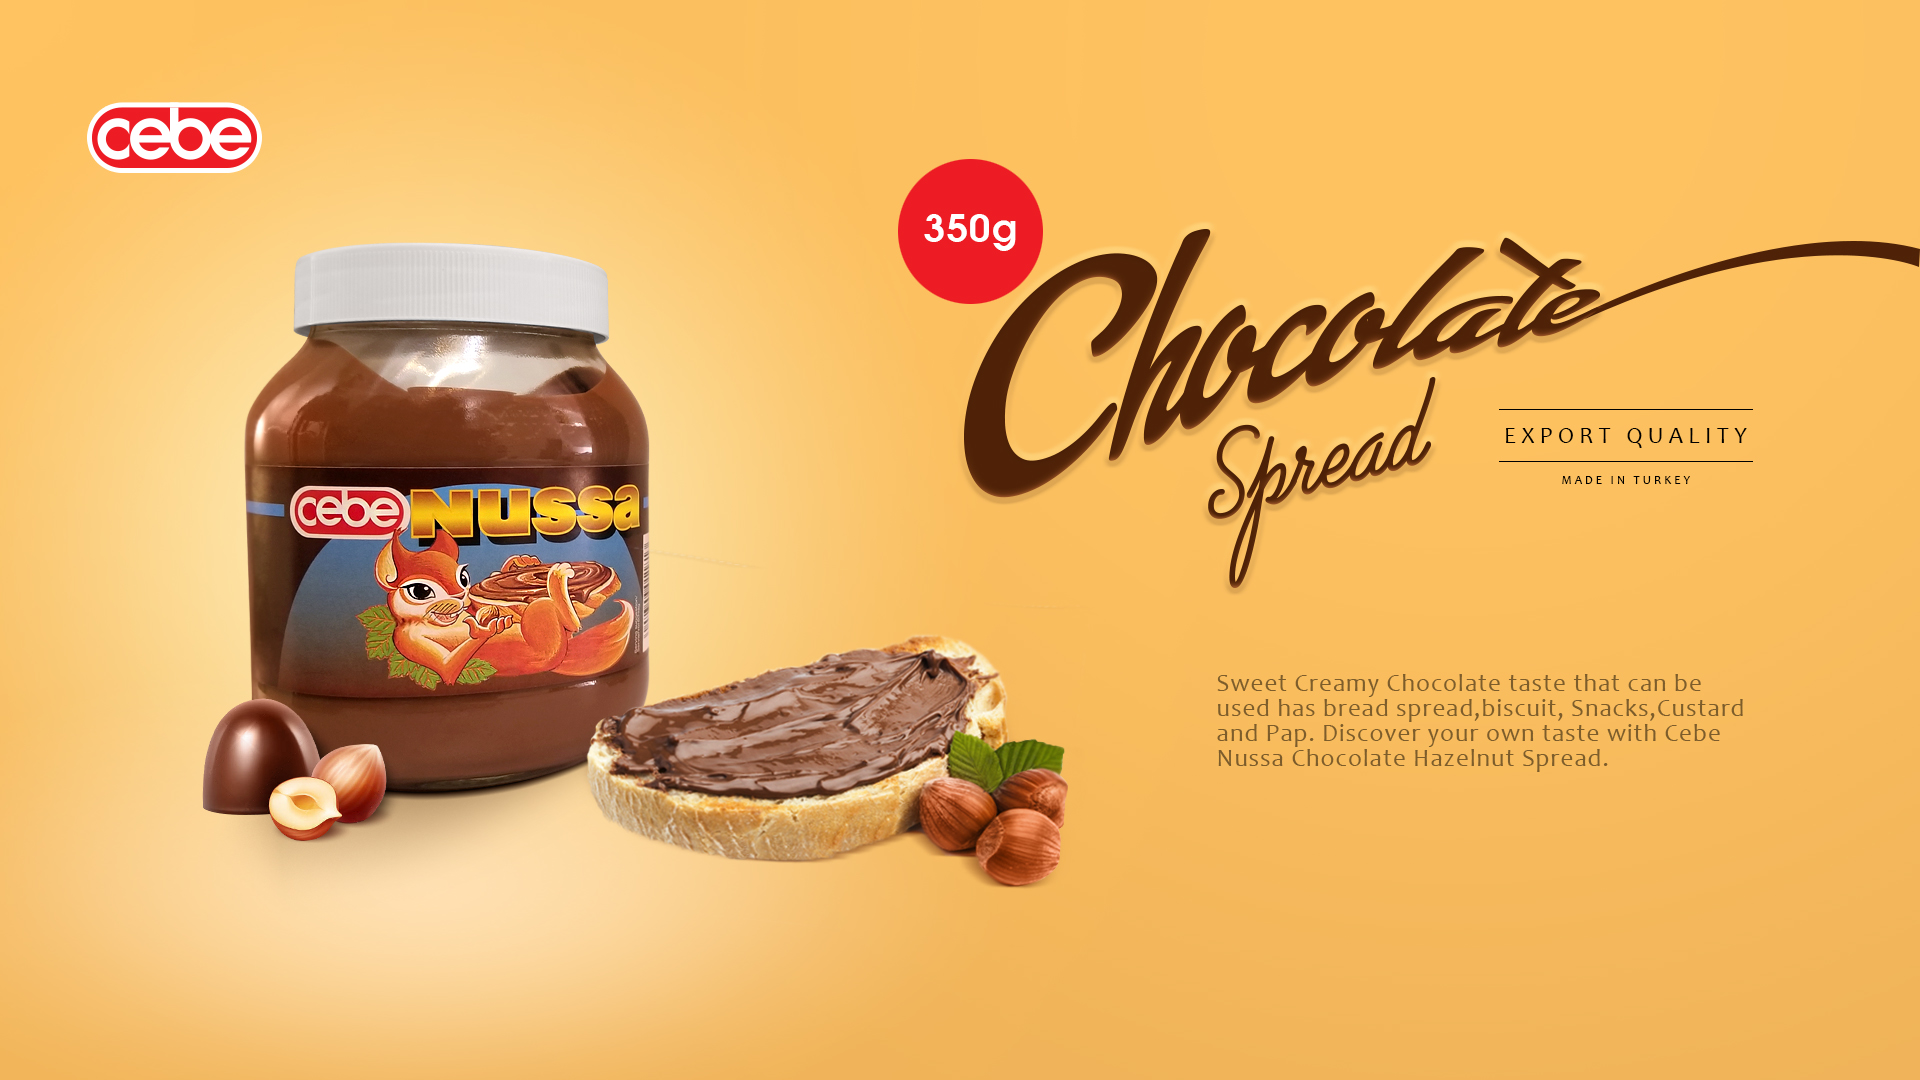 cebe
350g
Chocolate
Spread
EXPORT QUALITY
MADE IN TURKEY
cebe Nussa
Sweet Creamy Chocolate taste that can be
used has bread spread,biscuit, Snacks,Custard
and Pap. Discover your own taste with Cebe
Nussa Chocolate Hazelnut Spread.